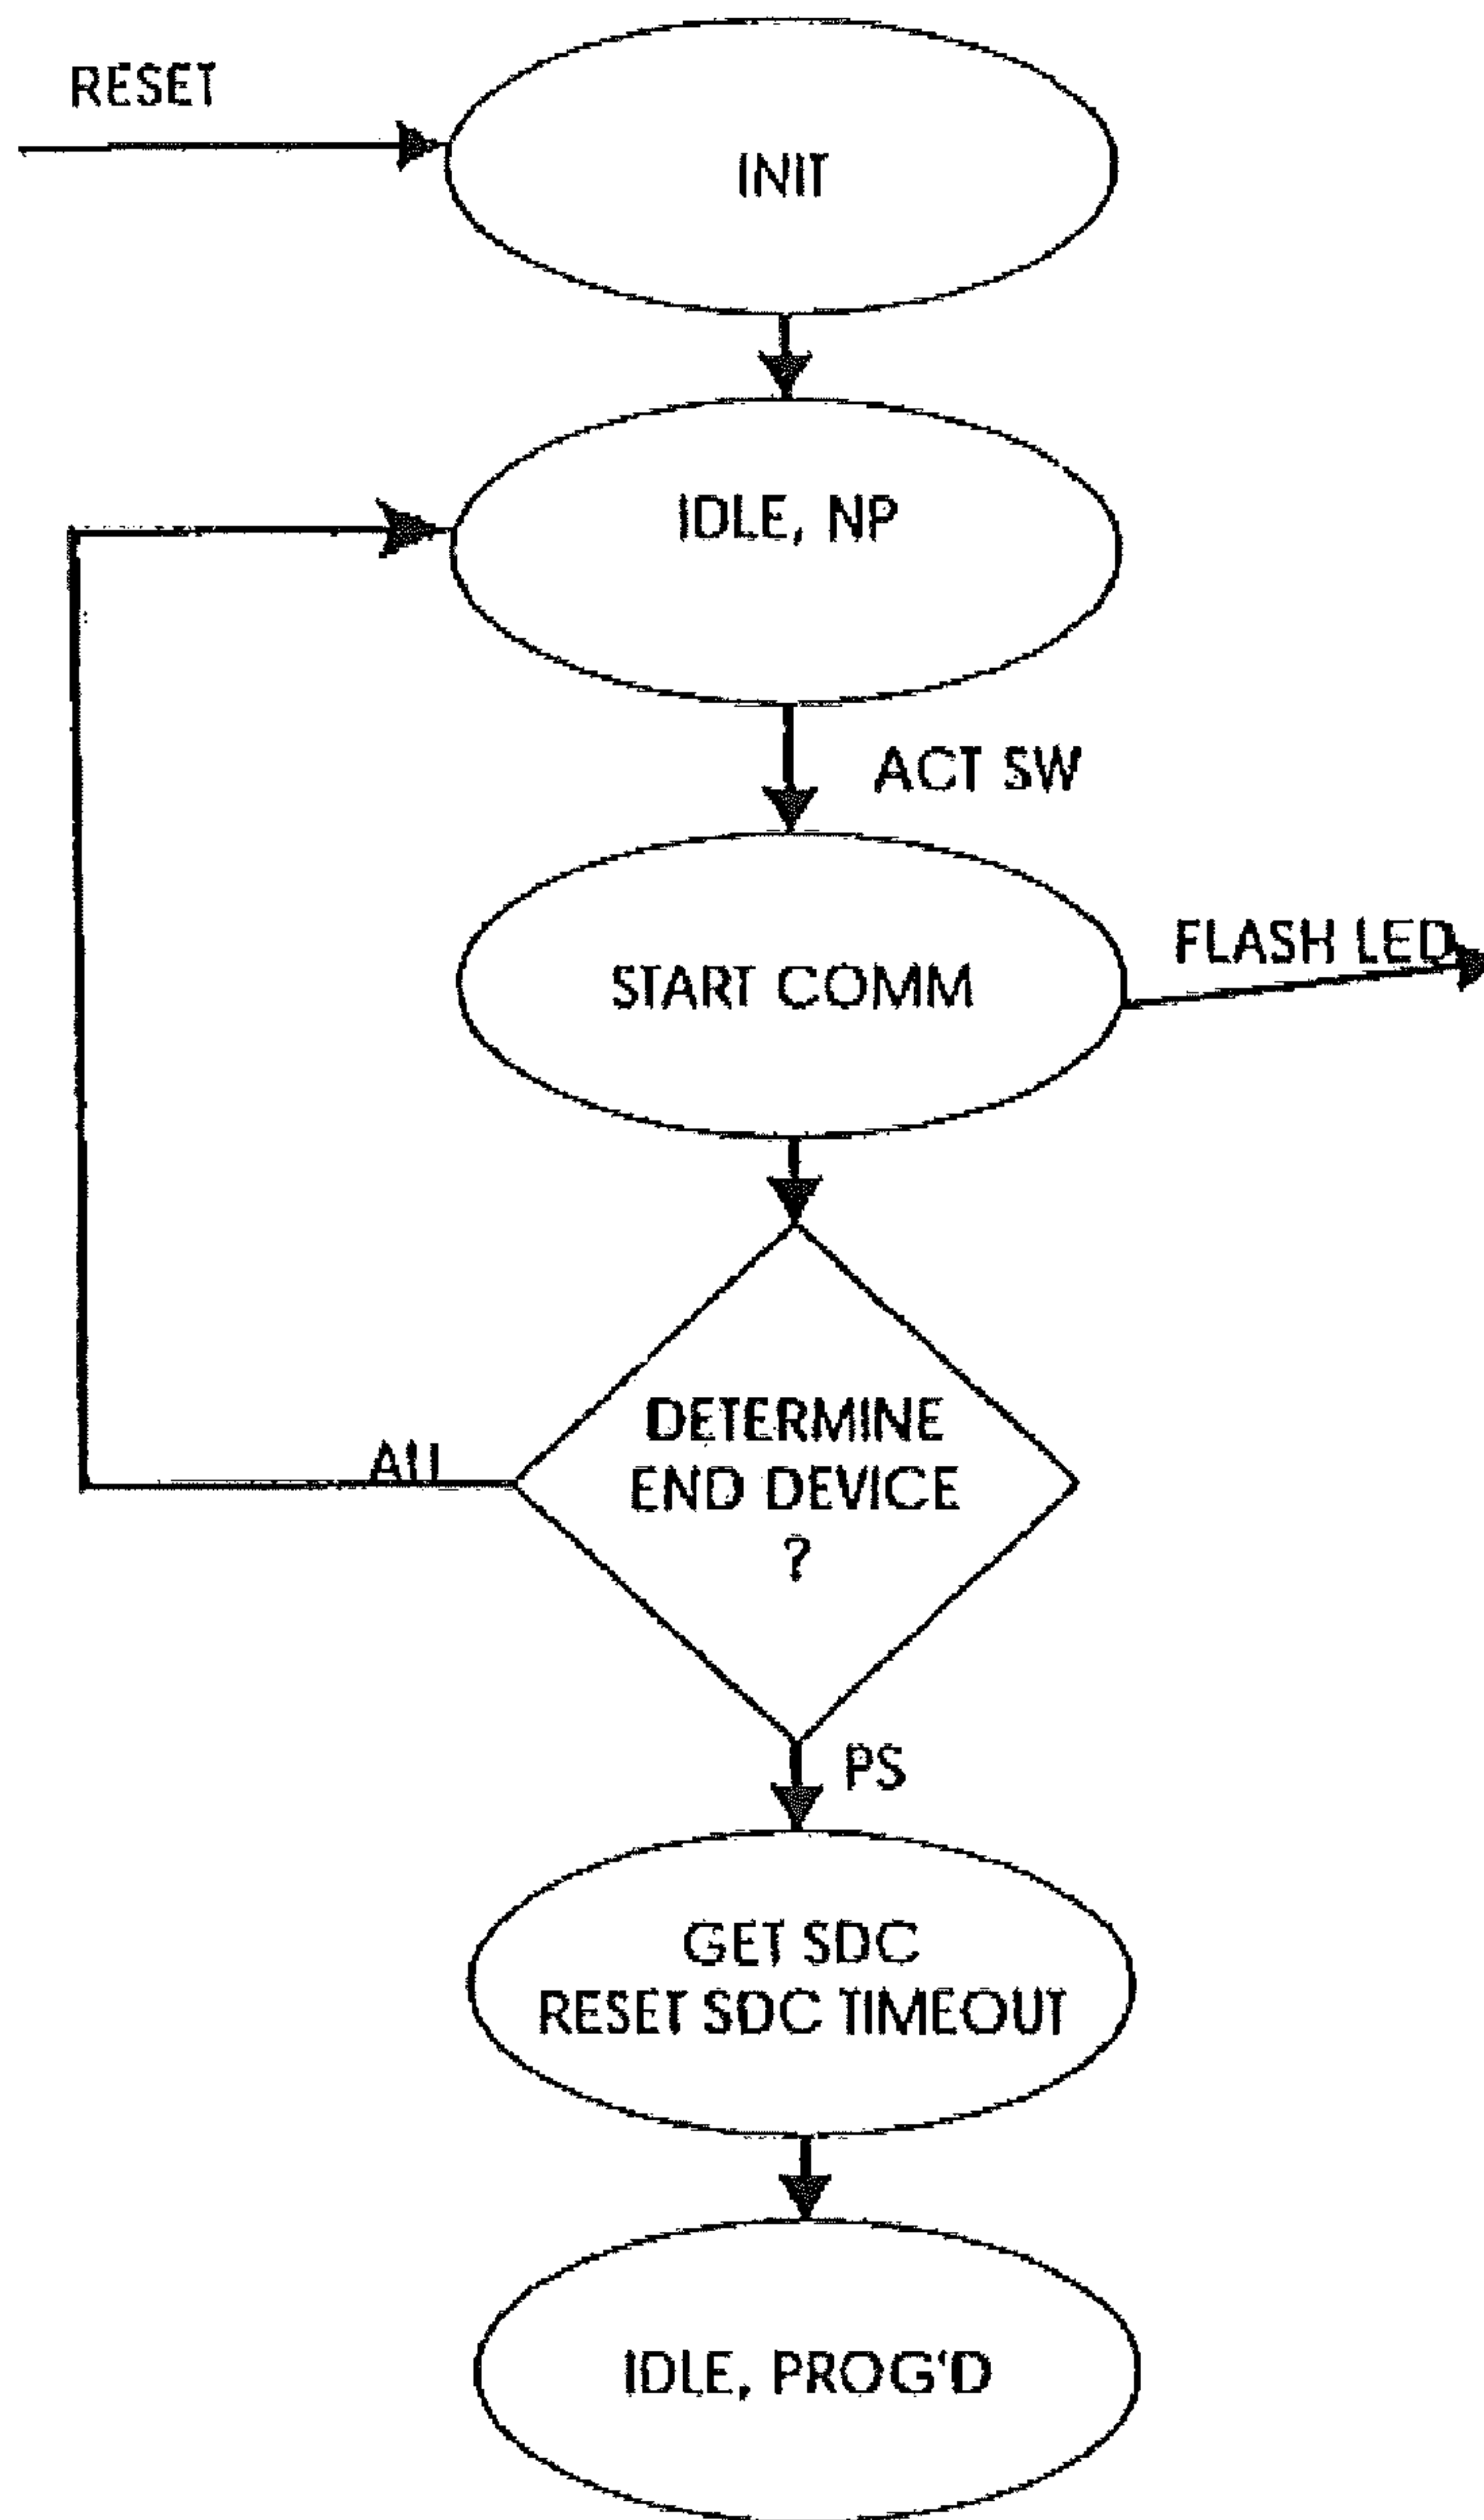 RESET
INIT
IDLE, NP
ACT SW
START COMM
FLASH LED
DETERMINE
END DEVICE
?
PS
GET SDC
RESET SDC TIMEOUT
IDLE, PROG'D